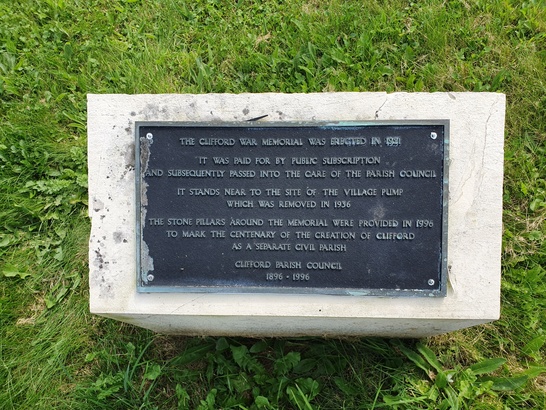 THE CLIFFORD WAR MEMORIAL WAS ERECTED IN 1921
IT WAS PAID FOR BY PUBLIC SUBSCRIPTION
AND SUBSEQUENTLY PASSED INTO THE CARE OF THE PARISH COUNCIL
IT STANDS NEAR TO THE SITE OF THE VILLAGE PUMP
WHICH WAS REMOVED IN 1936
THE STONE PILLARS AROUND THE MEMORIAL WERE PROVIDED IN 1996
TO MARK THE CENTENARY OF THE CREATION OF CLIFFORD
AS A SEPARATE CIVIL PARISH
CLIFFORD PARISH COUNCIL
1896 - 1996